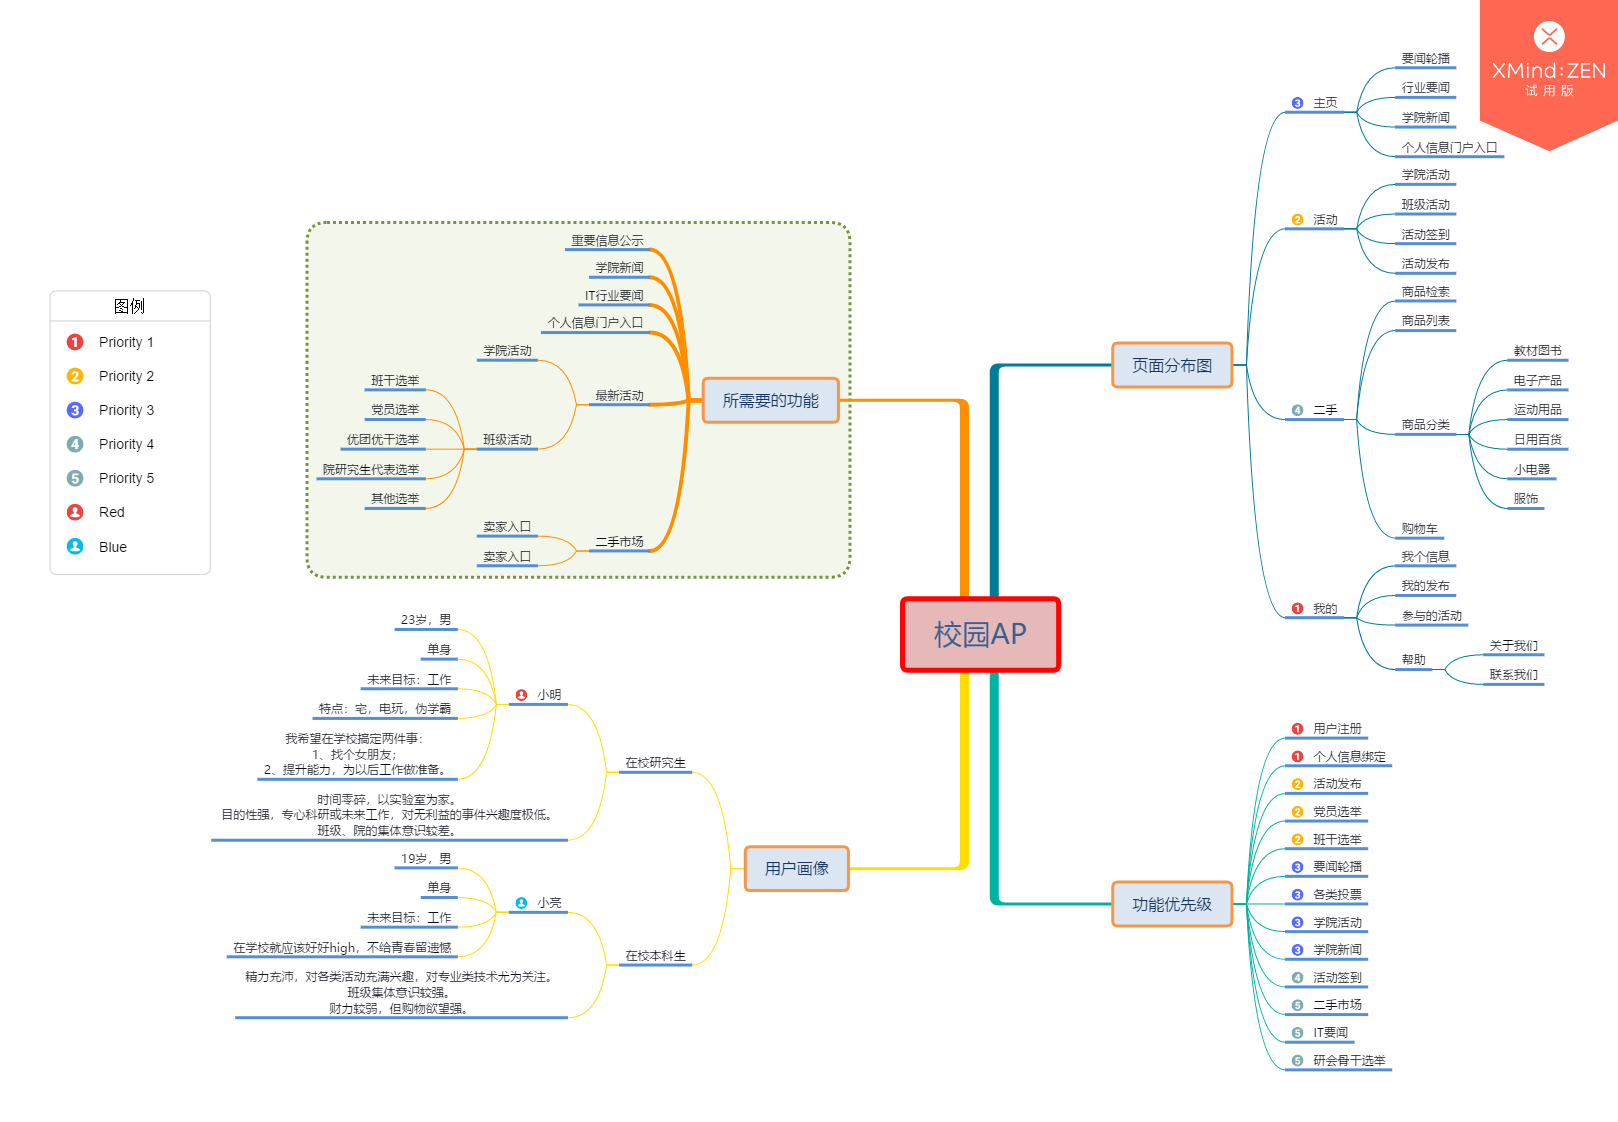 XMind:ZEN
试用版
图例
1 Priority 1
2 Priority 2
3 Priority 3
4 Priority 4
5 Priority 5
Red
Blue
校园AP
所需要的功能
重要信息公示
学院新闻
IT行业要闻
个人信息门户入口
最新活动
学院活动
班级活动
班干选举
党员选举
优团优干选举
院研究生代表选举
其他选举
二手市场
卖家入口
卖家入口
用户画像
在校研究生
小明
23岁，男
单身
未来目标：工作
特点：宅，电玩，伪学霸
我希望在学校搞定两件事：
1、找个女朋友；
2、提升能力，为以后工作做准备。
时间零碎，以实验室为家。
目的性强，专心科研或未来工作，对无利益的事件兴趣度极低。
班级、院的集体意识较差。
在校本科生
小亮
19岁，男
单身
未来目标：工作
在学校就应该好好high，不给青春留遗憾
精力充沛，对各类活动充满兴趣，对专业类技术尤为关注。
班级集体意识较强。
财力较弱，但购物欲望强。
页面分布图
3 主页
要闻轮播
行业要闻
学院新闻
个人信息门户入口
2 活动
学院活动
班级活动
活动签到
活动发布
4 二手
商品检索
商品列表
商品分类
教材图书
电子产品
运动用品
日用百货
小电器
服饰
购物车
1 我的
我个信息
我的发布
参与的活动
帮助
关于我们
联系我们
功能优先级
1 用户注册
1 个人信息绑定
2 活动发布
2 党员选举
2 班干选举
3 要闻轮播
3 各类投票
3 学院活动
3 学院新闻
4 活动签到
5 二手市场
5 IT要闻
5 研会骨干选举